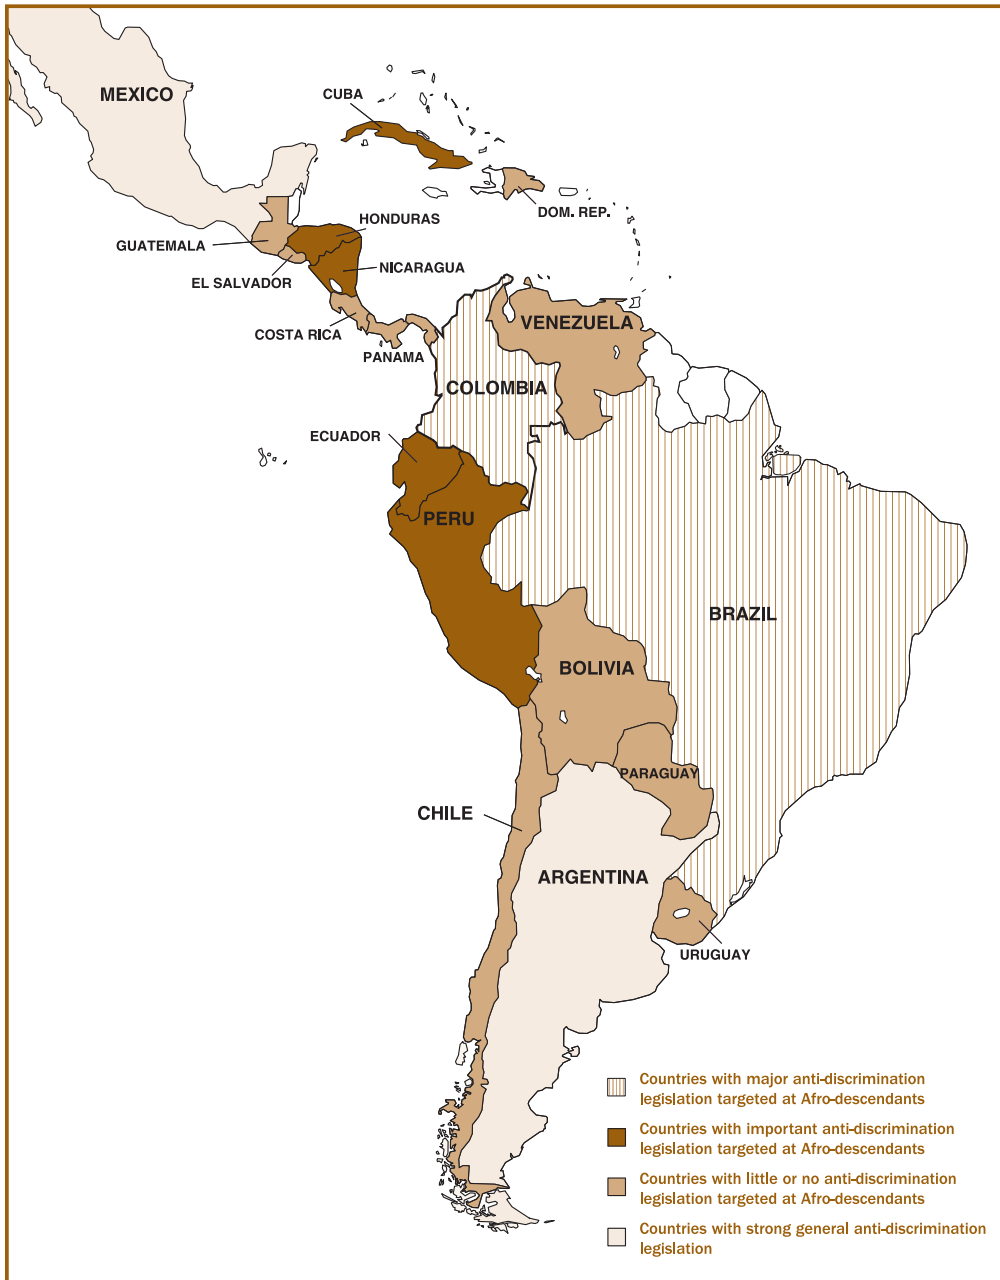 MEXICO
CUBA
DOM. REP.
HONDURAS
GUATEMALA
NICARAGUA
EL SALVADOR
COSTA RICA
VENEZUELA
PANAMA
COLOMBIA
ECUADOR
PERU
BRAZIL
BOLIVIA
PARAGUAY
CHILE
ARGENTINA
URUGUAY
Countries with major anti-discrimination
legislation targeted at Afro-descendants
Countries with important anti-discrimination
legislation targeted at Afro-descendants
Countries with little or no anti-discrimination
legislation targeted at Afro-descendants
Countries with strong general anti-discrimination
legislation